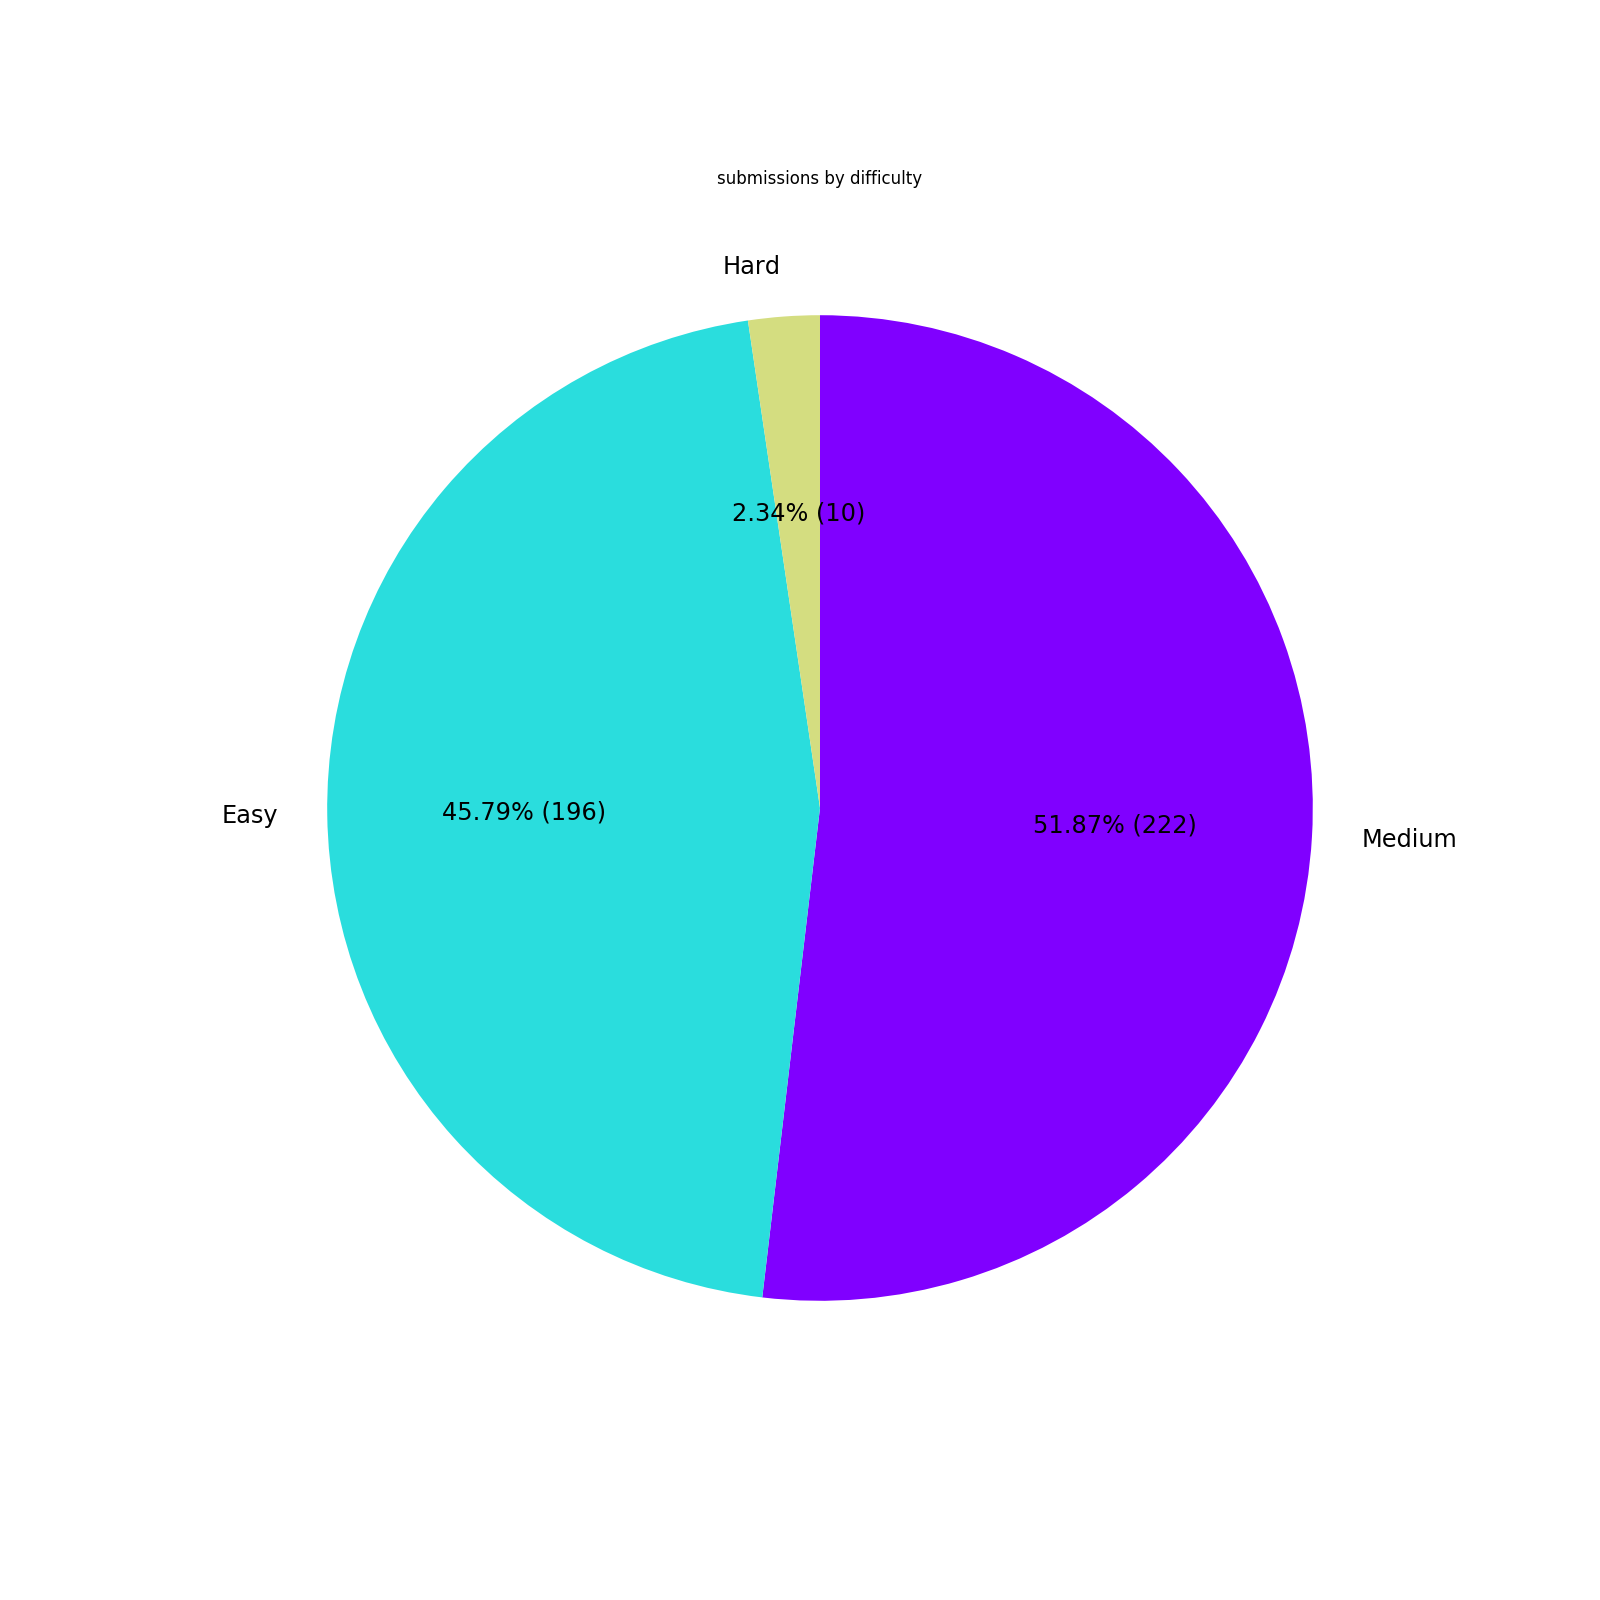 submissions by difficulty
Hard
2.34% (10)
Easy
45.79% (196)
51.87% (222)
Medium